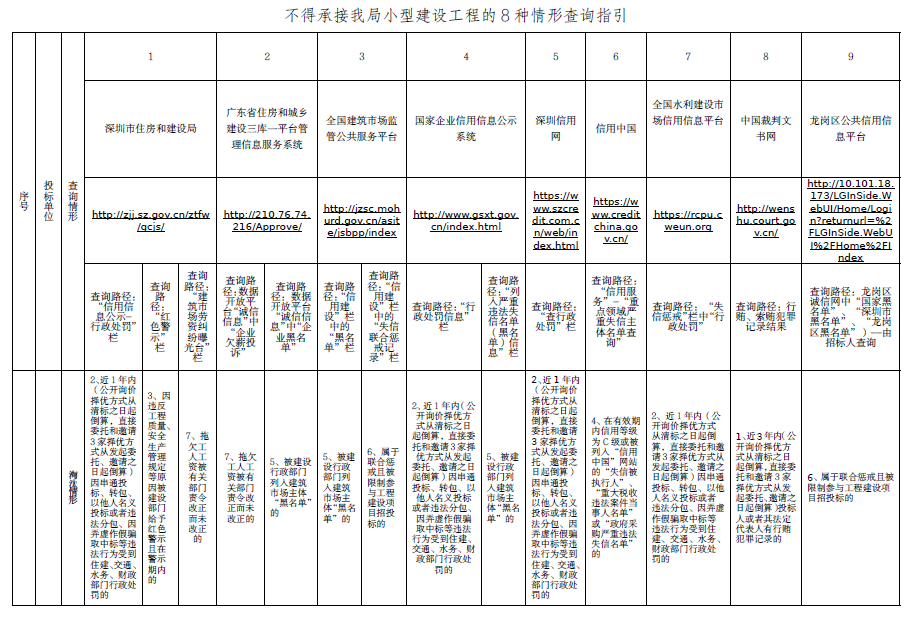 不得承接我局小型建设工程的8种情形查询指引
序号
投标单位
查询情形
1
2
3
4
5
6
7
8
9
深圳市住房和建设局
广东省住房和城乡
建设三库一平台管
理信息服务系统
全国建筑市场监
管公共服务平台
国家企业信用信息公示
系统
深圳信用
网
信用中国
全国水利建设市
场信用信息平台
中国裁判文
书网
龙岗区公共信用信
息平台
http://zjj.sz.gov.cn/ztfw
/gcjs/
http://210.76.74.
216/Approve/
http://jzsc.moh
urd.gov.cn/asit
e/jsbpp/index
http://www.gsxt.gov.
cn/index.html
https://w
ww.szcre
dit.com.c
n/web/in
dex.html
https://w
ww.credit
china.go
v.cn/
https://rcpu.c
weun.org
http://wens
hu.court.go
v.cn/
http://10.101.18.
173/LGInSide.W
ebUI/Home/Logi
n?returnurl=%2
FLGInSide.WebU
I%2FHome%2FI
ndex
查询路径：
“信用信
息公示—
行政处罚”
栏
查询
路
径：
“红
色警
示”
栏
查询
路径：
“建
筑市
场劳
资纠
纷曝
光台”
栏
查询路
径：数据
开放平
台“诚信
信息”中
“企业
欠薪投
诉”
查询路
径：数据
开放平台
“诚信信
息”中“企
业黑名
单”
查询路
径：“信
用建
设”栏
中的
“黑名
单”栏
查询路
径：“信
用建
设”栏
中的
“失信
联合惩
戒记
录”栏
查询路径：“行
政处罚信息”
栏
查询路
径：“列
入严重
违法失
信名单
（黑名
单）信
息”栏
查询路径：
“查行政
处罚”栏
查询路径：
“信用服
务”-“重
点领域严
重失信主
体名单查
询”
查询路径：“失
信惩戒”栏中“行
政处罚”
查询路径：行
贿、索贿犯罪
记录结果
查询路径：龙岗区
诚信网中“国家黑
名单”、“深圳市
黑名单”、“龙岗
区黑名单”）—由
招标人查询
2、近1年内
（公开询价
择优方式从
清标之日起
倒算，直接
委托和邀请
3家择优方
式从发起委
托、邀请之
日起倒算）
因串通投
标、转包、
以他人名义
投标或者违
法分包、因
弄虚作假骗
取中标等违
法行为受到
住建、交通、
水务、财政
部门行政处
罚的
3、因
违反
工程
质量、
安全
生产
管理
规定
等原
因被
建设
部门
给予
红色
警示
且在
警示
期内
的
7、拖
欠工
人工
资被
有关
部门
责令
改正
而未
改正
的
7、拖欠
工人工
资被有
关部门
责令改
正而未
改正的
5、被建设
行政部门
列入建筑
市场主体
“黑名单”
的
5、被建
设行政
部门列
入建筑
市场主
体“黑名
单”的
6、属于
联合惩
戒且被
限制参
与工程
建设项
目招投
标的
2、近1年内（公
开询价择优方式
从清标之日起倒
算，直接委托和
邀请3家择优方
式从发起委托、
邀请之日起倒
算）因串通投
标、转包、以他
人名义投标或者
违法分包、因弄
虚作假骗取中标
等违法行为受到
住建、交通、水
务、财政部门行
政处罚的
5、被建设
行政部门
列入建筑
市场主体
“黑名单”
的
2、近1年内
（公开询价
择优方式从
清标之日起
倒算，直接
委托和邀请
3家择优方
式从发起委
托、邀请之
日起倒算）
因串通投
标、转包、
以他人名义
投标或者违
法分包、因
弄虚作假骗
取中标等违
法行为受到
住建、交通、
水务、财政
部门行政处
罚的
4、在有效期
内信用等级
为C级或被
列入“信用
中国”网站
的“失信被
执行人”、
“重大税收
违法案件当
事人名单”
或“政府采
购严重违法
失信名单”
的
2、近1年内（公
开询价择优方式
从清标之日起倒
算，直接委托和邀
请3家择优方式
从发起委托、邀请
之日起倒算）因串
通投标、转包、以
他人名义投标或
者违法分包、因弄
虚作假骗取中标
等违法行为受到
住建、交通、水务、
财政部门行政处
罚的
1、近3年内（公
开询价择优方
式从清标之日
起倒算，直接委
托和邀请3家
择优方式从发
起委托、邀请之
日起倒算）投标
人或者其法定
代表人有行贿
犯罪记录的
6、属于联合惩戒且被
限制参与工程建设项
目招投标的